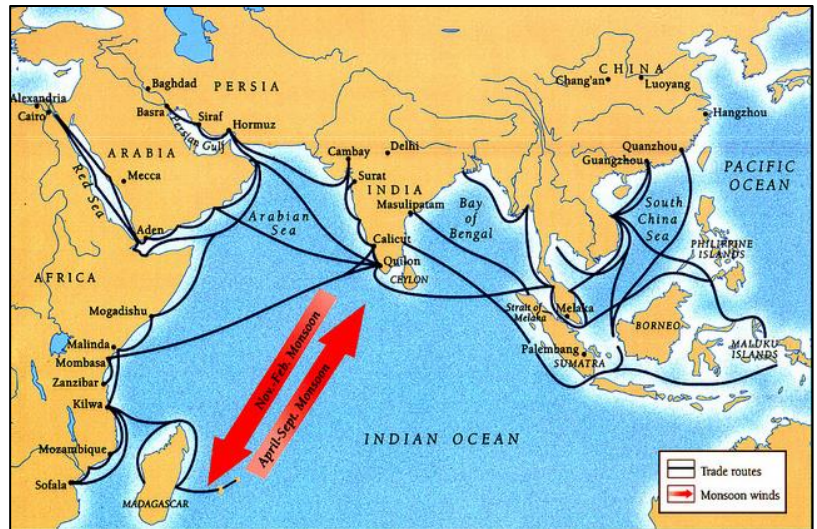 CHINA
Chang'an
Luoyang
Hangzhou
Baghdad
PERSIA
Alexandria
Cairo
Basra
Siraf
Hormuz
Persian Gulf
ARABIA
Mecca
Red Sea
Aden
Arabian
Sea
Cambay
Delhi
Surat
INDIA
Masulipatam
Bay
of
Bengal
Calicut
Quilon
CEYLON
Quanzhou
Guangzhou
PACIFIC
OCEAN
South
China
Sea
PHILIPPINE
ISLANDS
AFRICA
Mogadishu
Malinda
Mombasa
Zanzibar
Kilwa
Mozambique
Sofala
MADAGASCAR
Strait of
Melaka
Melaka
BORNEO
Palembang
SUMATRA
MALUKU
ISLANDS
Nov.-Feb. Monsoon
April-Sept. Monsoon
INDIAN OCEAN
Trade routes
Monsoon winds